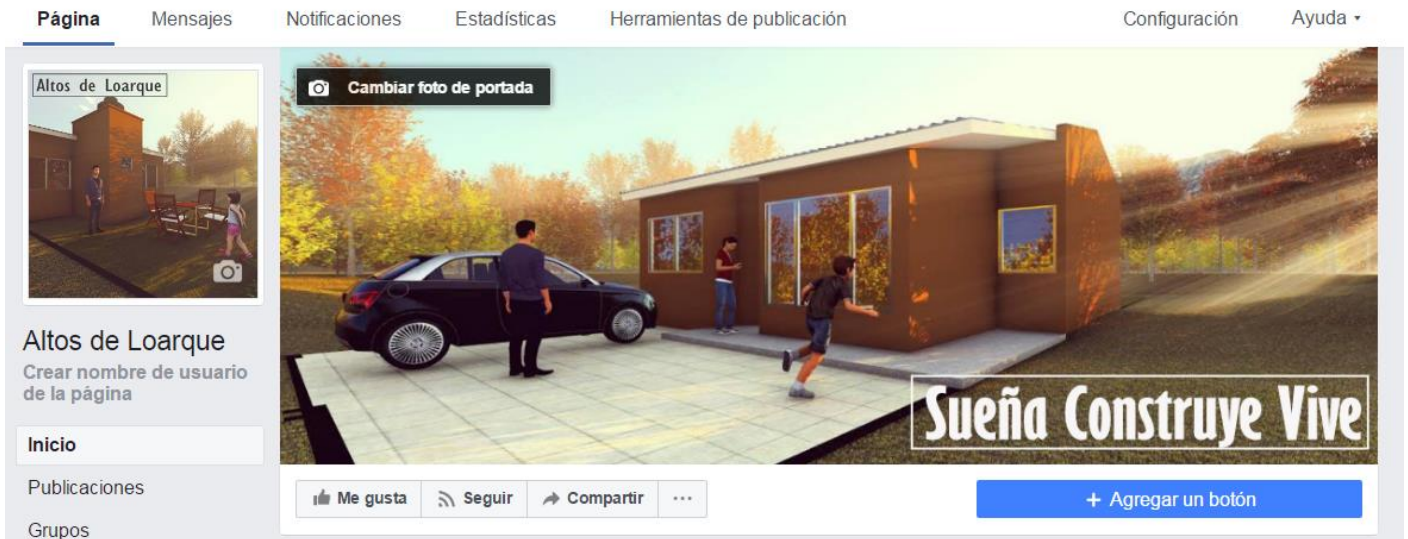 Página Mensajes Notificaciones Estadísticas Herramientas de publicación Configuración Ayuda
Altos de Loarque
Cambiar foto de portada
Sueña Construye Vive
Altos de Loarque
Crear nombre de usuario
de la página
Inicio
Publicaciones
Grupos
Me gusta Seguir Compartir ...
+ Agregar un botón